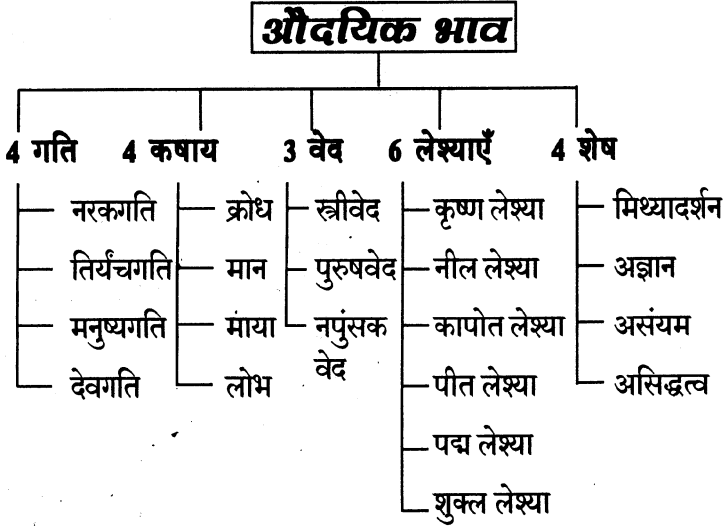 औदयिक भाव
4 गति
नरकगति
तिर्यंचगति
मनुष्यगति
देवगति
4 कषाय
क्रोध
मान
माया
लोभ
3 वेद
स्त्रीवेद
पुरुषवेद
नपुंसक
वेद
6 लेश्याएँ
कृष्ण लेश्या
नील लेश्या
कापोत लेश्या
पीत लेश्या
पद्म लेश्या
शुक्ल लेश्या
4 शेष
मिथ्यादर्शन
अज्ञान
असंयम
असिद्धत्व